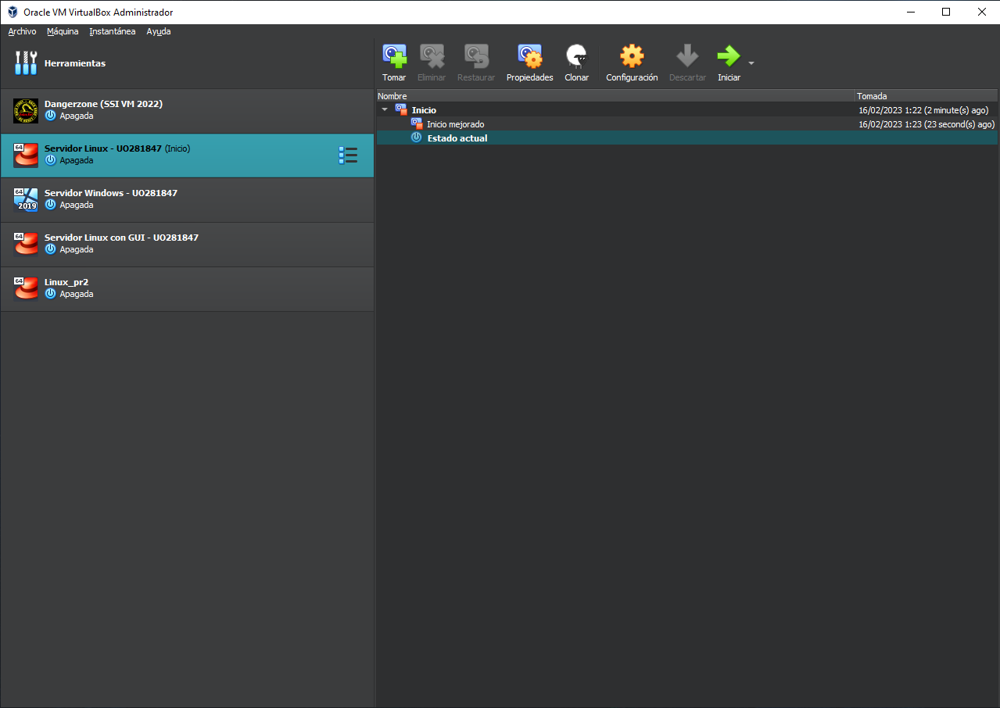 Oracle VM VirtualBox Administrador
Archivo Máquina Instantánea Ayuda
Herramientas
Dangerzone (SSI VM 2022)
Apagada
64
Servidor Linux - UO281847 (Inicio)
Apagada
64
2019
Servidor Windows - UO281847
Apagada
64
Servidor Linux con GUI - UO281847
Apagada
64
Linux_pr2
Apagada
Tomar Eliminar Restaurar Propiedades Clonar Configuración Descartar Iniciar
Nombre Tomada
Inicio 16/02/2023 1:22 (2 minute(s) ago)
Inicio mejorado 16/02/2023 1:23 (23 second(s) ago)
Estado actual